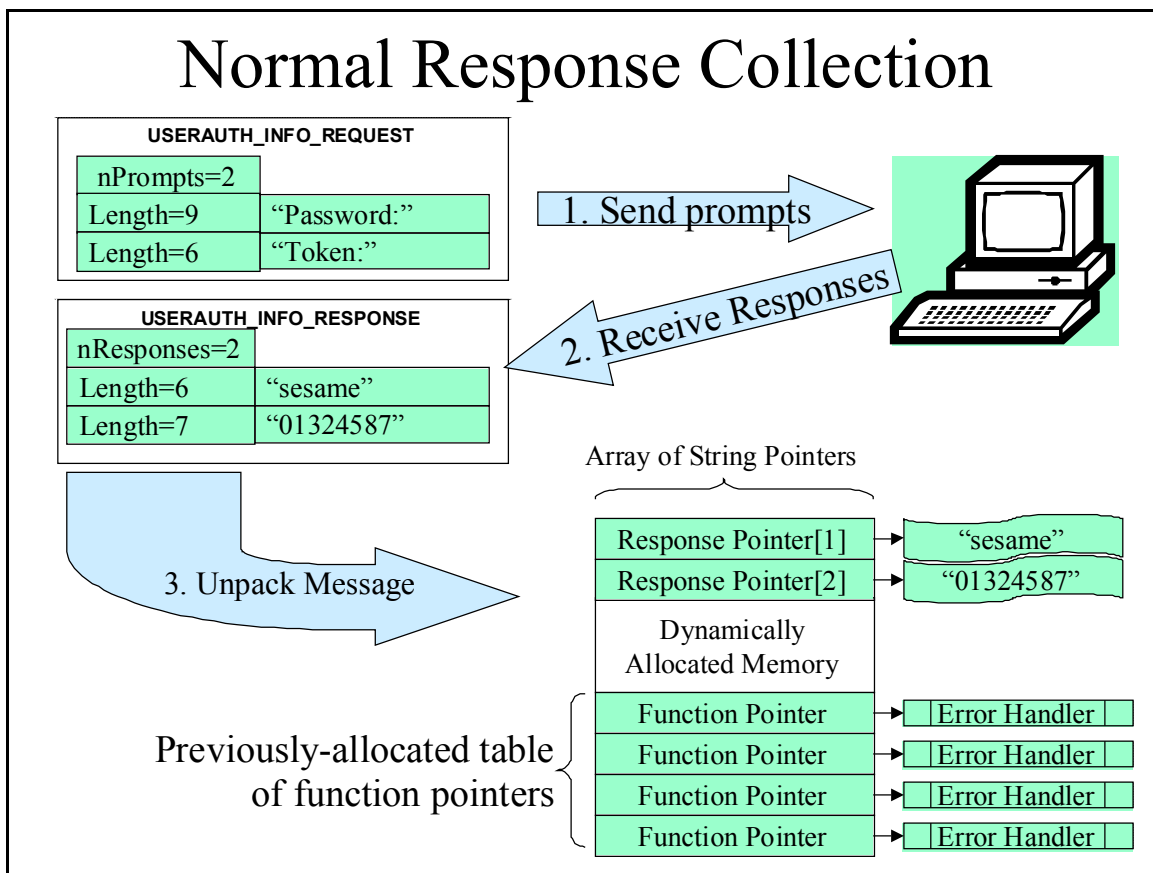 Normal Response Collection
USERAUTH_INFO_REQUEST
nPrompts=2
Length=9 “Password:”
Length=6 “Token:”
1. Send prompts
USERAUTH_INFO_RESPONSE
nResponses=2
Length=6 “sesame”
Length=7 “01324587”
2. Receive Responses
3. Unpack Message
Array of String Pointers
Response Pointer[1] “sesame”
Response Pointer[2] “01324587”
Dynamically
Allocated Memory
Previously-allocated table
of function pointers
Function Pointer Error Handler
Function Pointer Error Handler
Function Pointer Error Handler
Function Pointer Error Handler